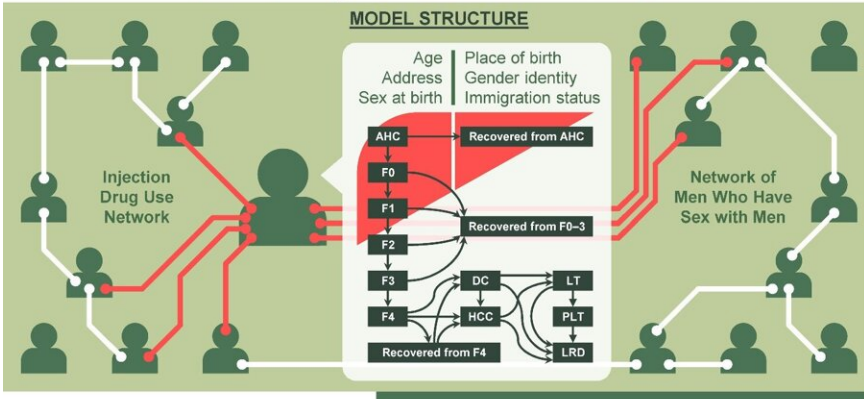 MODEL STRUCTURE
Age
Address
Sex at birth
Place of birth
Gender identity
Immigration status
Injection
Drug Use
Network
AHC
Recovered from AHC
F0
F1
Recovered from F0–3
F2
F3
DC
LT
F4
HCC
PLT
Recovered from F4
LRD
Network of
Men Who Have
Sex with Men